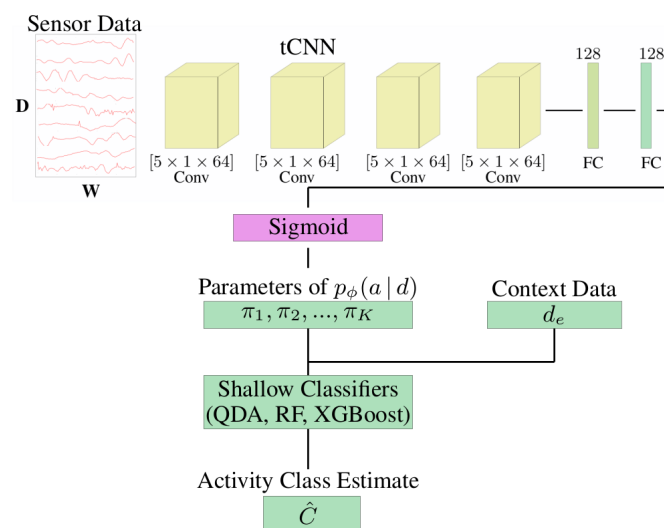 Sensor Data
tCNN
128
128
D
[5 × 1 × 64]
[5 × 1 × 64]
[5 × 1 × 64]
[5 × 1 × 64]
Conv
Conv
Conv
Conv
FC
FC
W
Sigmoid
Parameters of p_ϕ(a | d)
π₁, π₂, ..., π_K
Context Data
d_e
Shallow Classifiers
(QDA, RF, XGBoost)
Activity Class Estimate
Ĉ